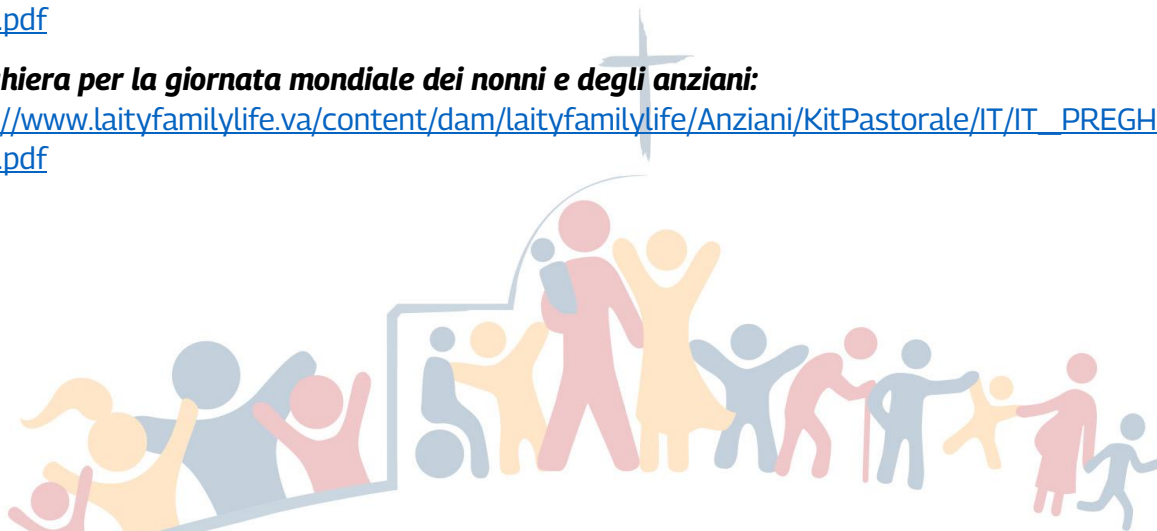 .pdf
hiera per la giornata mondiale dei nonni e degli anziani:
//www.laityfamilylife.va/content/dam/laityfamilylife/Anziani/KitPastorale/IT/IT_PREGH
.pdf